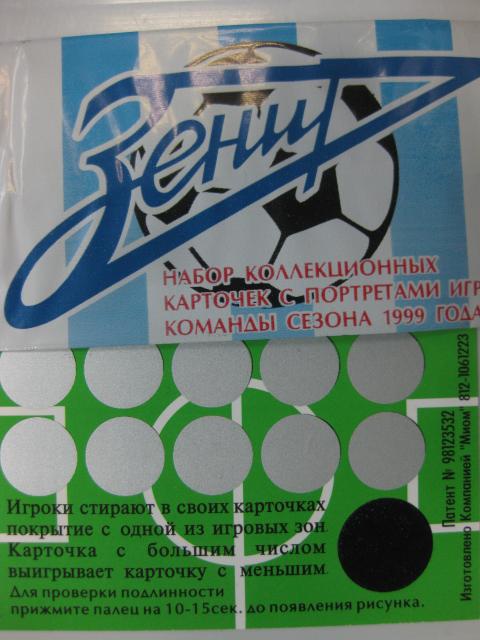 Зенит
НАБОР КОЛЛЕКЦИОННЫХ
КАРТОЧЕК С ПОРТРЕТАМИ ИГР
КОМАНДЫ СЕЗОНА 1999 ГОДА
Игроки стирают в своих карточках
покрытие с одной из игровых зон.
Карточка с большим числом
выигрывает карточку с меньшим.
Для проверки подлинности
прижмите палец на 10-15сек. до появления рисунка.
Патент № 98123532
Изготовлено Компанией "Миом" 812-1061223